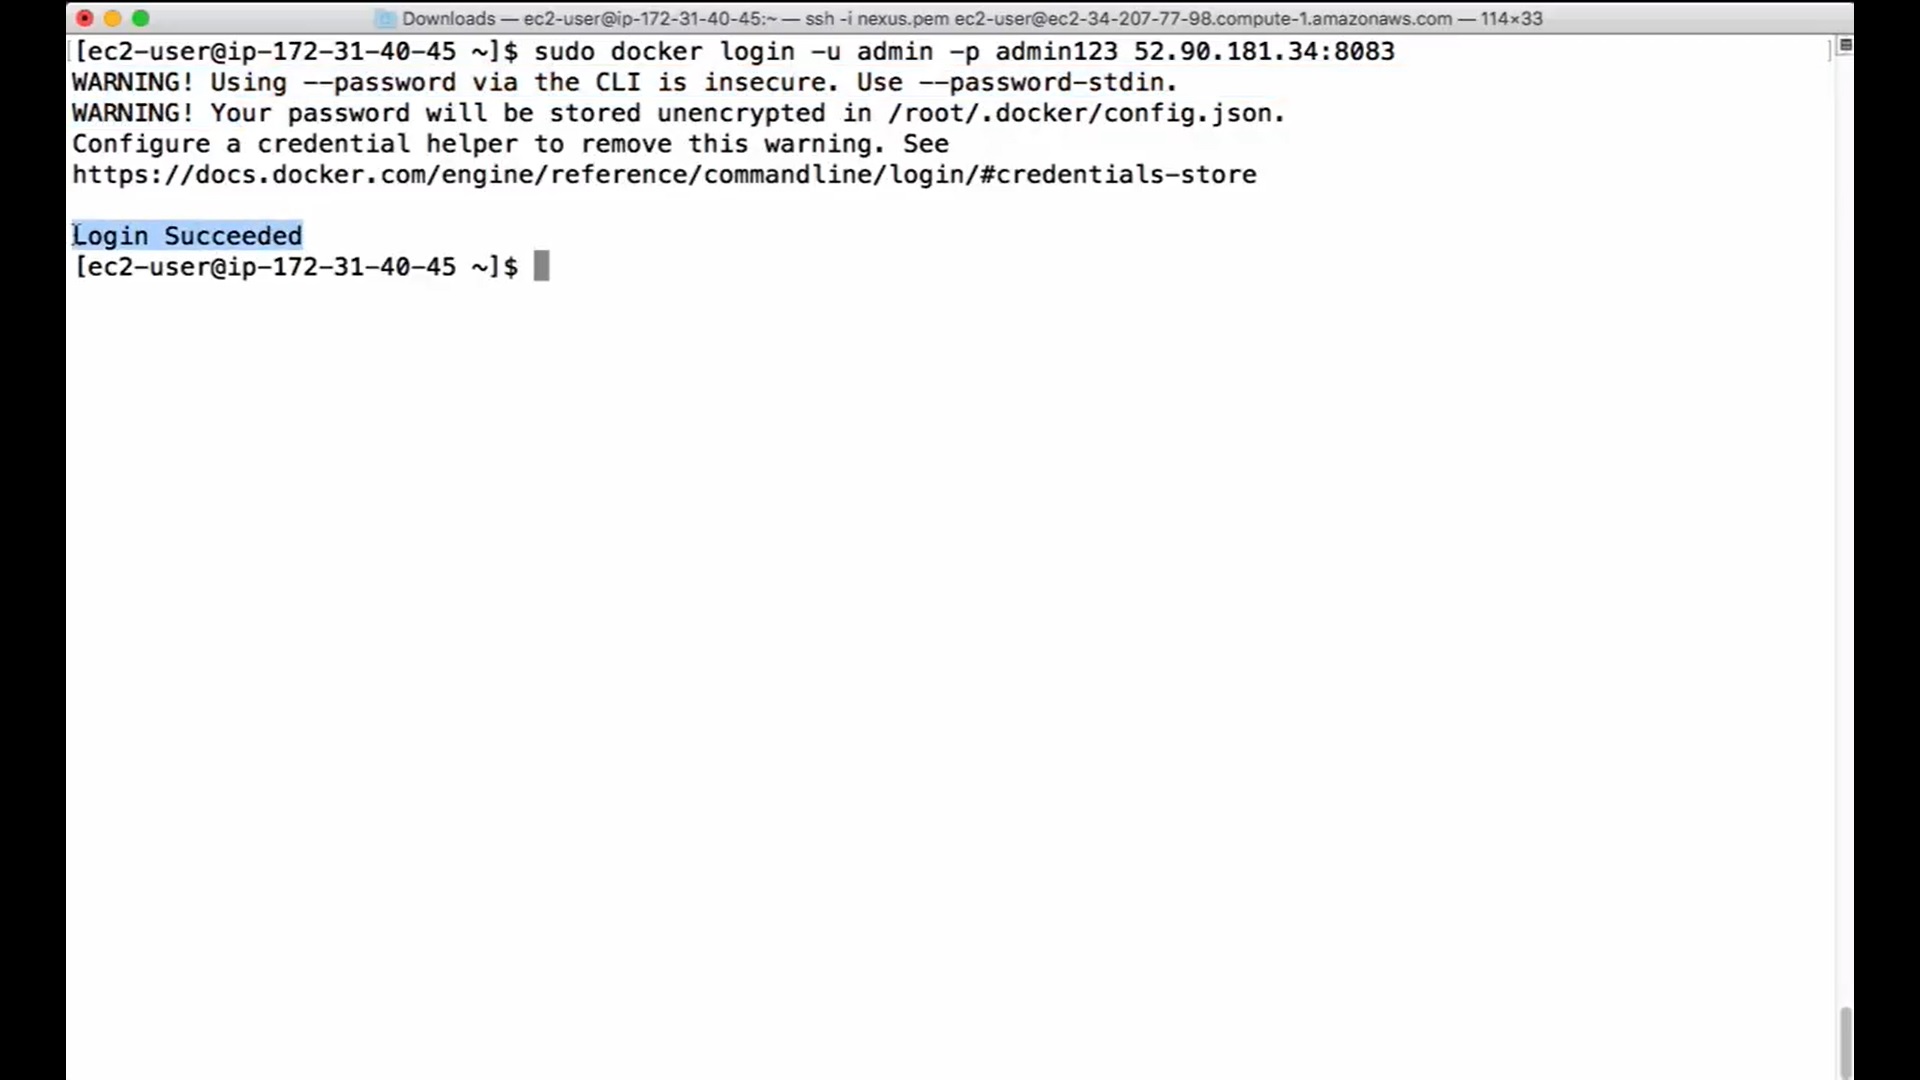 Downloads — ec2-user@ip-172-31-40-45:~ — ssh -i nexus.pem ec2-user@ec2-34-207-77-98.compute-1.amazonaws.com — 114×33
[ec2-user@ip-172-31-40-45 ~]$ sudo docker login -u admin -p admin123 52.90.181.34:8083
WARNING! Using --password via the CLI is insecure. Use --password-stdin.
WARNING! Your password will be stored unencrypted in /root/.docker/config.json.
Configure a credential helper to remove this warning. See
https://docs.docker.com/engine/reference/commandline/login/#credentials-store
Login Succeeded
[ec2-user@ip-172-31-40-45 ~]$